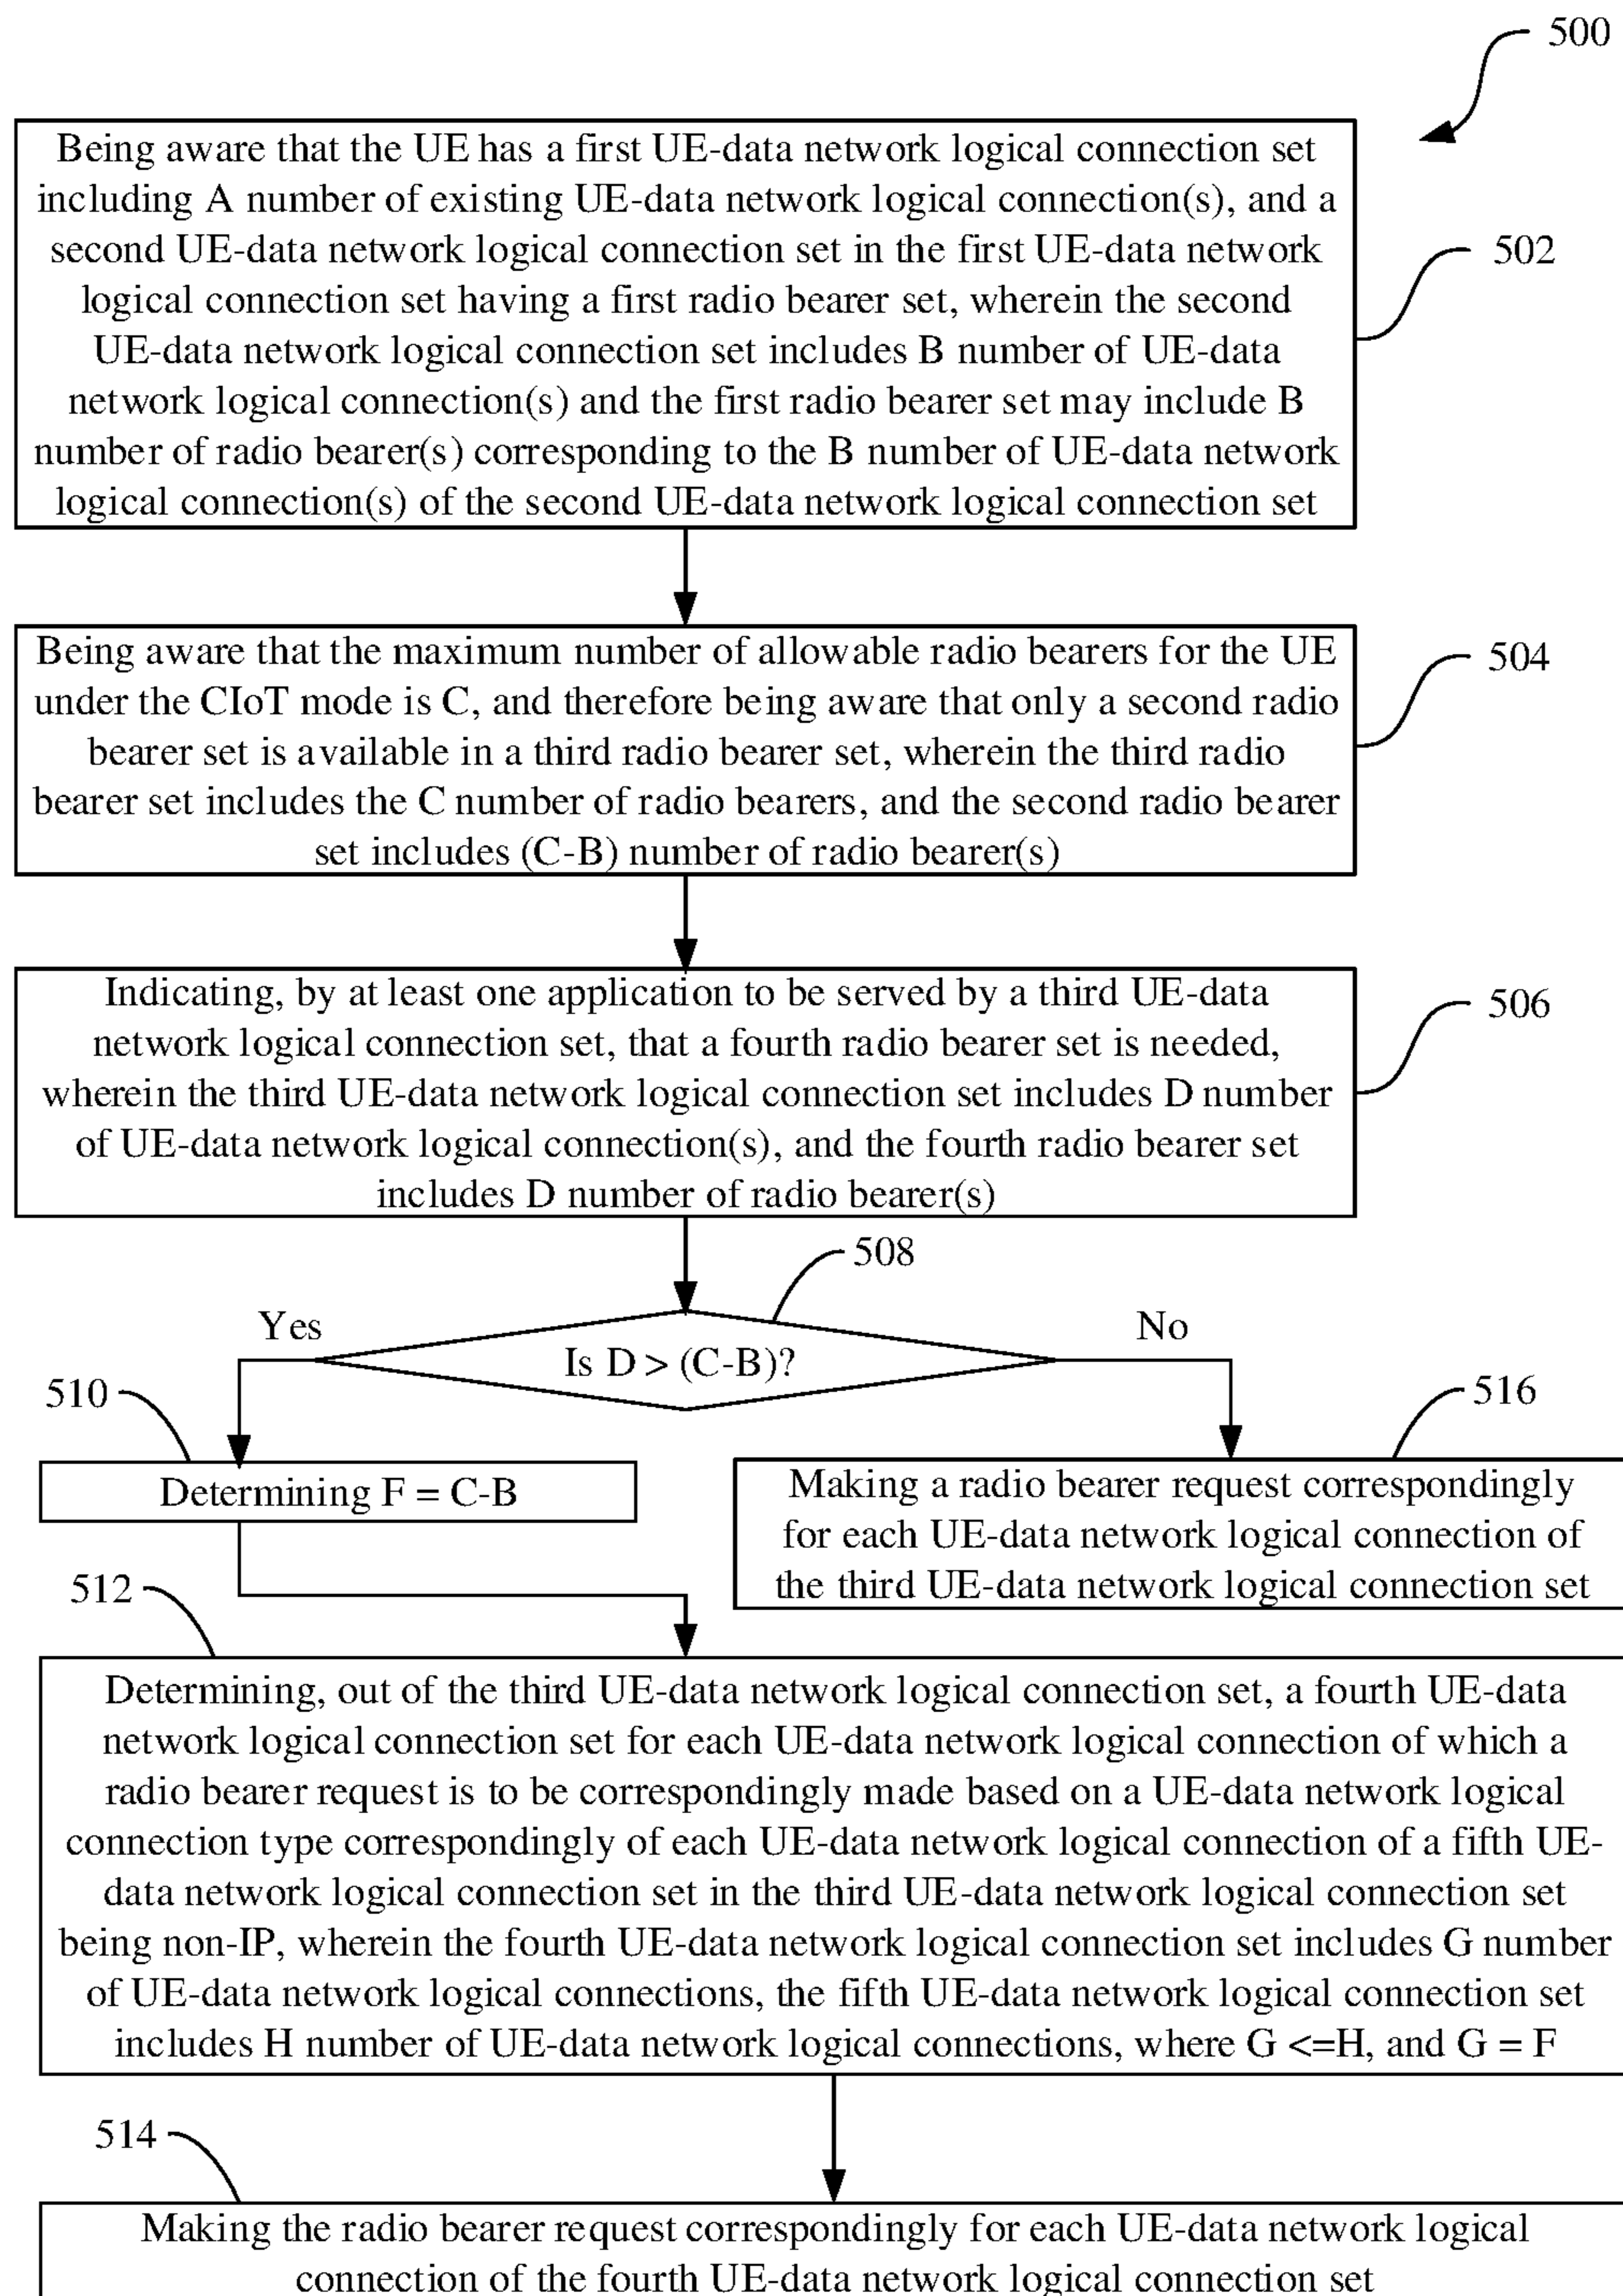 500
Being aware that the UE has a first UE-data network logical connection set
including A number of existing UE-data network logical connection(s), and a
second UE-data network logical connection set in the first UE-data network
logical connection set having a first radio bearer set, wherein the second
UE-data network logical connection set includes B number of UE-data
network logical connection(s) and the first radio bearer set may include B
number of radio bearer(s) corresponding to the B number of UE-data network
logical connection(s) of the second UE-data network logical connection set
502
Being aware that the maximum number of allowable radio bearers for the UE
under the CIoT mode is C, and therefore being aware that only a second radio
bearer set is available in a third radio bearer set, wherein the third radio
bearer set includes the C number of radio bearers, and the second radio bearer
set includes (C-B) number of radio bearer(s)
504
Indicating, by at least one application to be served by a third UE-data
network logical connection set, that a fourth radio bearer set is needed,
wherein the third UE-data network logical connection set includes D number
of UE-data network logical connection(s), and the fourth radio bearer set
includes D number of radio bearer(s)
506
508
Yes
No
Is D > (C-B)?
510
Determining F = C-B
516
Making a radio bearer request correspondingly
for each UE-data network logical connection of
the third UE-data network logical connection set
512
Determining, out of the third UE-data network logical connection set, a fourth UE-data
network logical connection set for each UE-data network logical connection of which a
radio bearer request is to be correspondingly made based on a UE-data network logical
connection type correspondingly of each UE-data network logical connection of a fifth UE-
data network logical connection set in the third UE-data network logical connection set
being non-IP, wherein the fourth UE-data network logical connection set includes G number
of UE-data network logical connections, the fifth UE-data network logical connection set
includes H number of UE-data network logical connections, where G <=H, and G = F
514
Making the radio bearer request correspondingly for each UE-data network logical
connection of the fourth UE-data network logical connection set